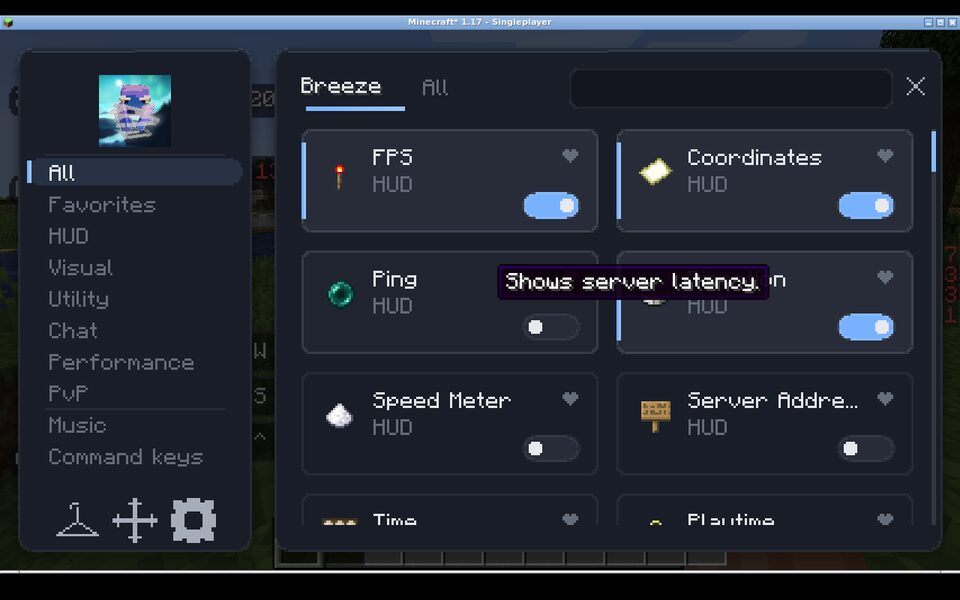 Minecraft* 1.17 - Singleplayer
Breeze
All
All
Favorites
HUD
Visual
Utility
Chat
Performance
PvP
Music
Command keys
FPS
HUD
Coordinates
HUD
Ping
HUD
Shows server latency.
HUD
Speed Meter
HUD
Server Addre...
HUD
Time
Playtime
W
S